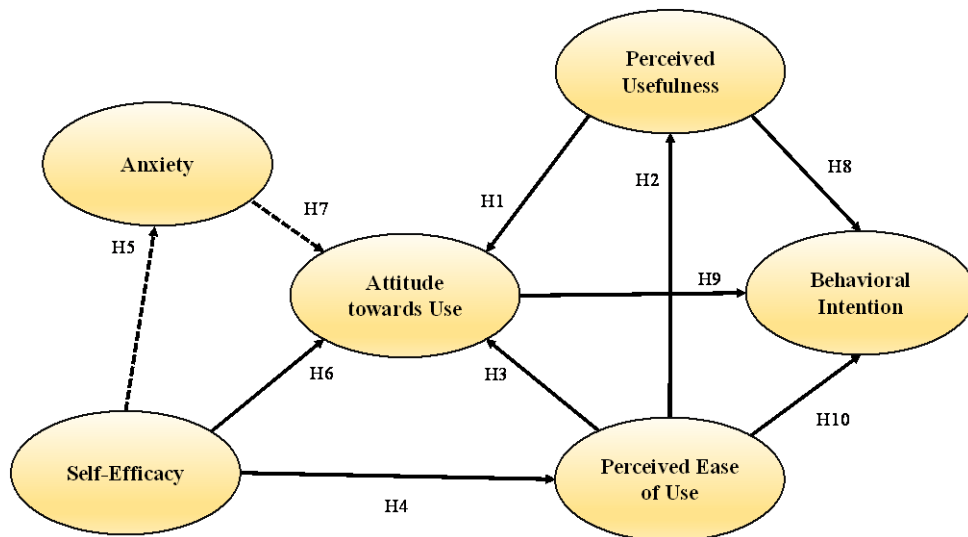 Perceived
Usefulness
Anxiety
H7
H1
H2
H8
H5
Attitude
towards Use
H9
Behavioral
Intention
H6
H3
H10
Self-Efficacy
Perceived Ease
of Use
H4